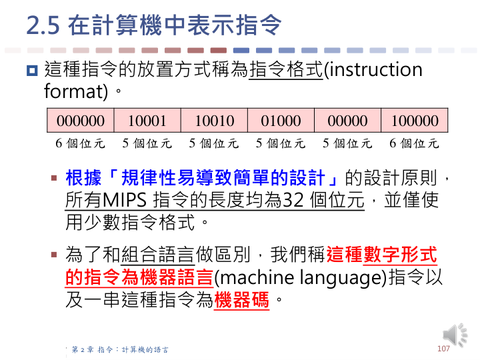 2.5 在計算機中表示指令
這種指令的放置方式稱為指令格式(instruction
format)。
000000 10001 10010 01000 00000 100000
6 個位元 5 個位元 5 個位元 5 個位元 5 個位元 6 個位元
根據「規律性易導致簡單的設計」的設計原則，
所有MIPS 指令的長度均為32 個位元，並僅使
用少數指令格式。
為了和組合語言做區別，我們稱這種數字形式
的指令為機器語言(machine language)指令以
及一串這種指令為機器碼。
第 2 章 指令：計算機的語言
107